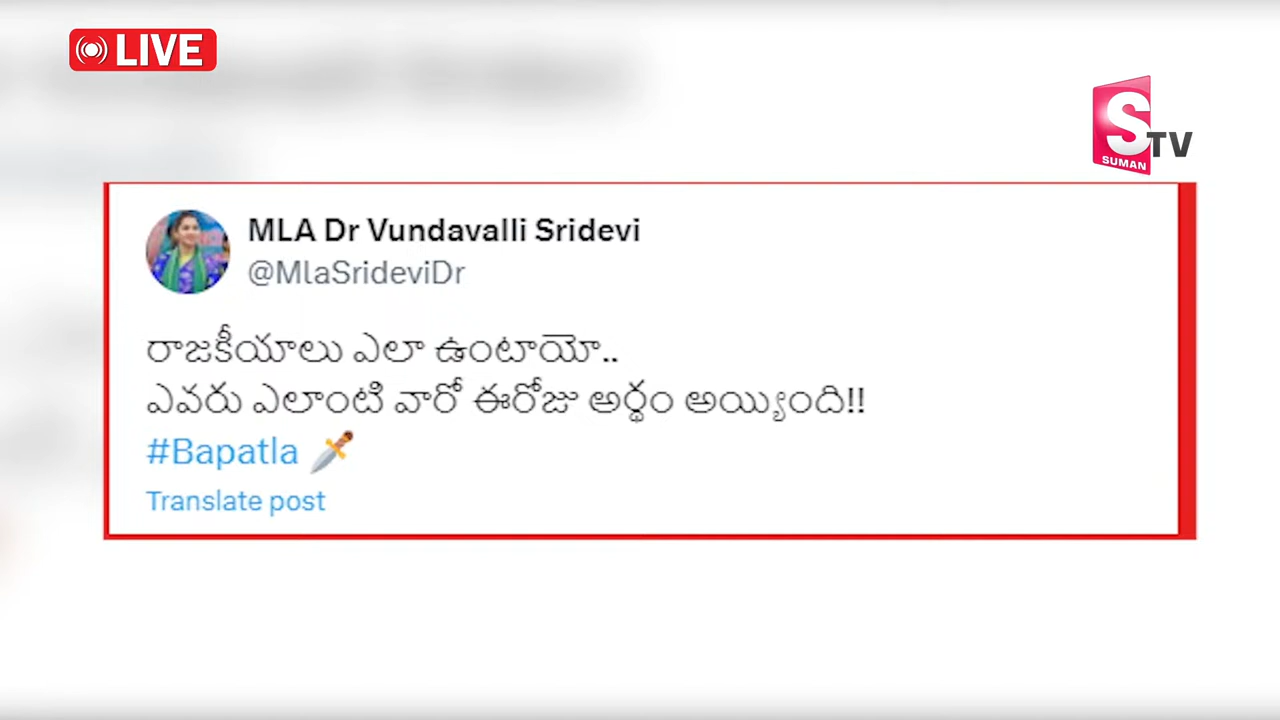 LIVE
S TV
SUMAN
MLA Dr Vundavalli Sridevi
@MlaSrideviDr
రాజకీయాలు ఎలా ఉంటాయో..
ఎవరు ఎలాంటి వారో ఈరోజు అర్థం అయ్యింది!!
#Bapatla 🗡️
Translate post